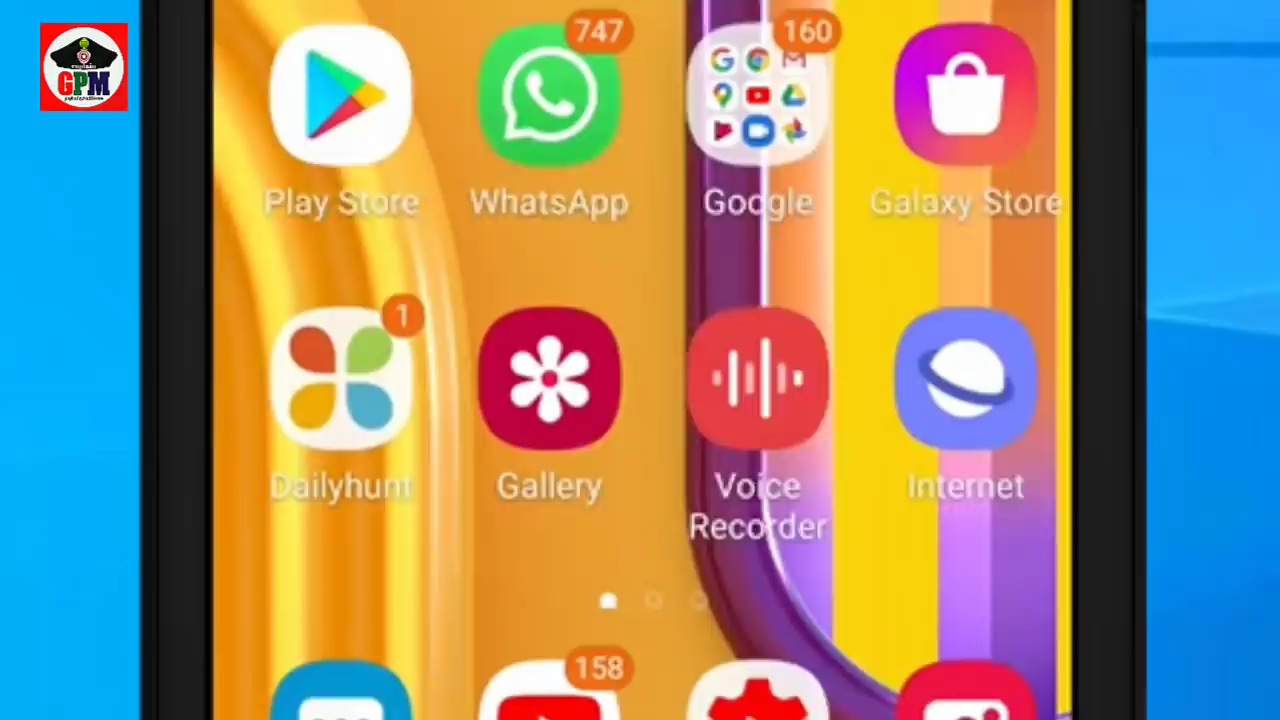 GPM
747
160
Play Store
WhatsApp
Google
Galaxy Store
1
Dailyhunt
Gallery
Voice
Recorder
Internet
158